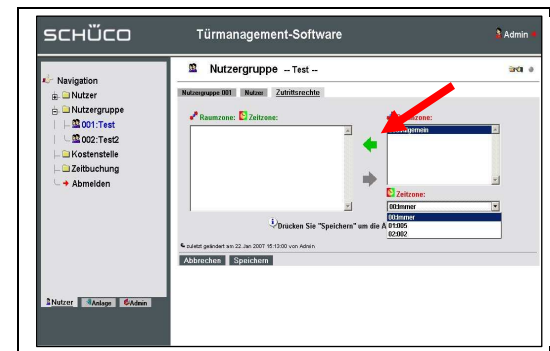 SCHÜCO
Türmanagement-Software
Admin
Nutzergruppe -- Test --
Navigation
Nutzer
Nutzergruppe
001:Test
002:Test2
Kostenstelle
Zeitbuchung
Abmelden
Nutzergruppe 001 Nutzer Zutrittsrechte
Raumzone: Zeitzone:
Zeitzone:
00:Immer
00:Immer
01:005
02:002
Drücken Sie "Speichern" um die A
zuletzt geändert am 22. Jan 2007 15:13:00 von Admin
Abbrechen Speichern
Nutzer Anlage Admin